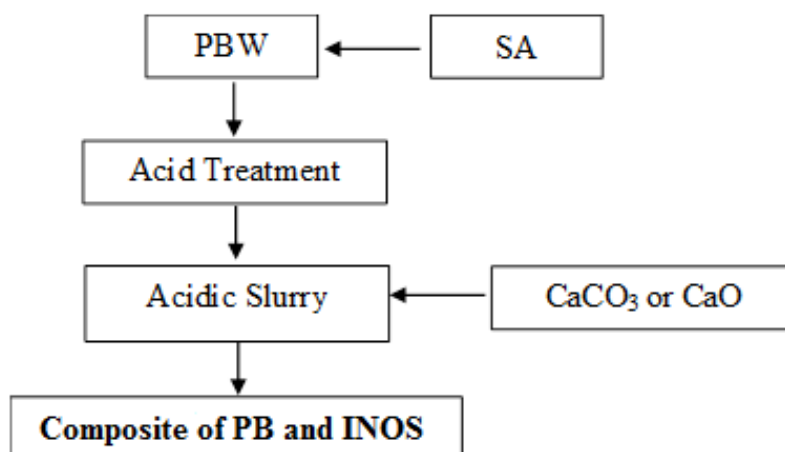 PBW
SA
Acid Treatment
Acidic Slurry
CaCO₃ or CaO
Composite of PB and INOS